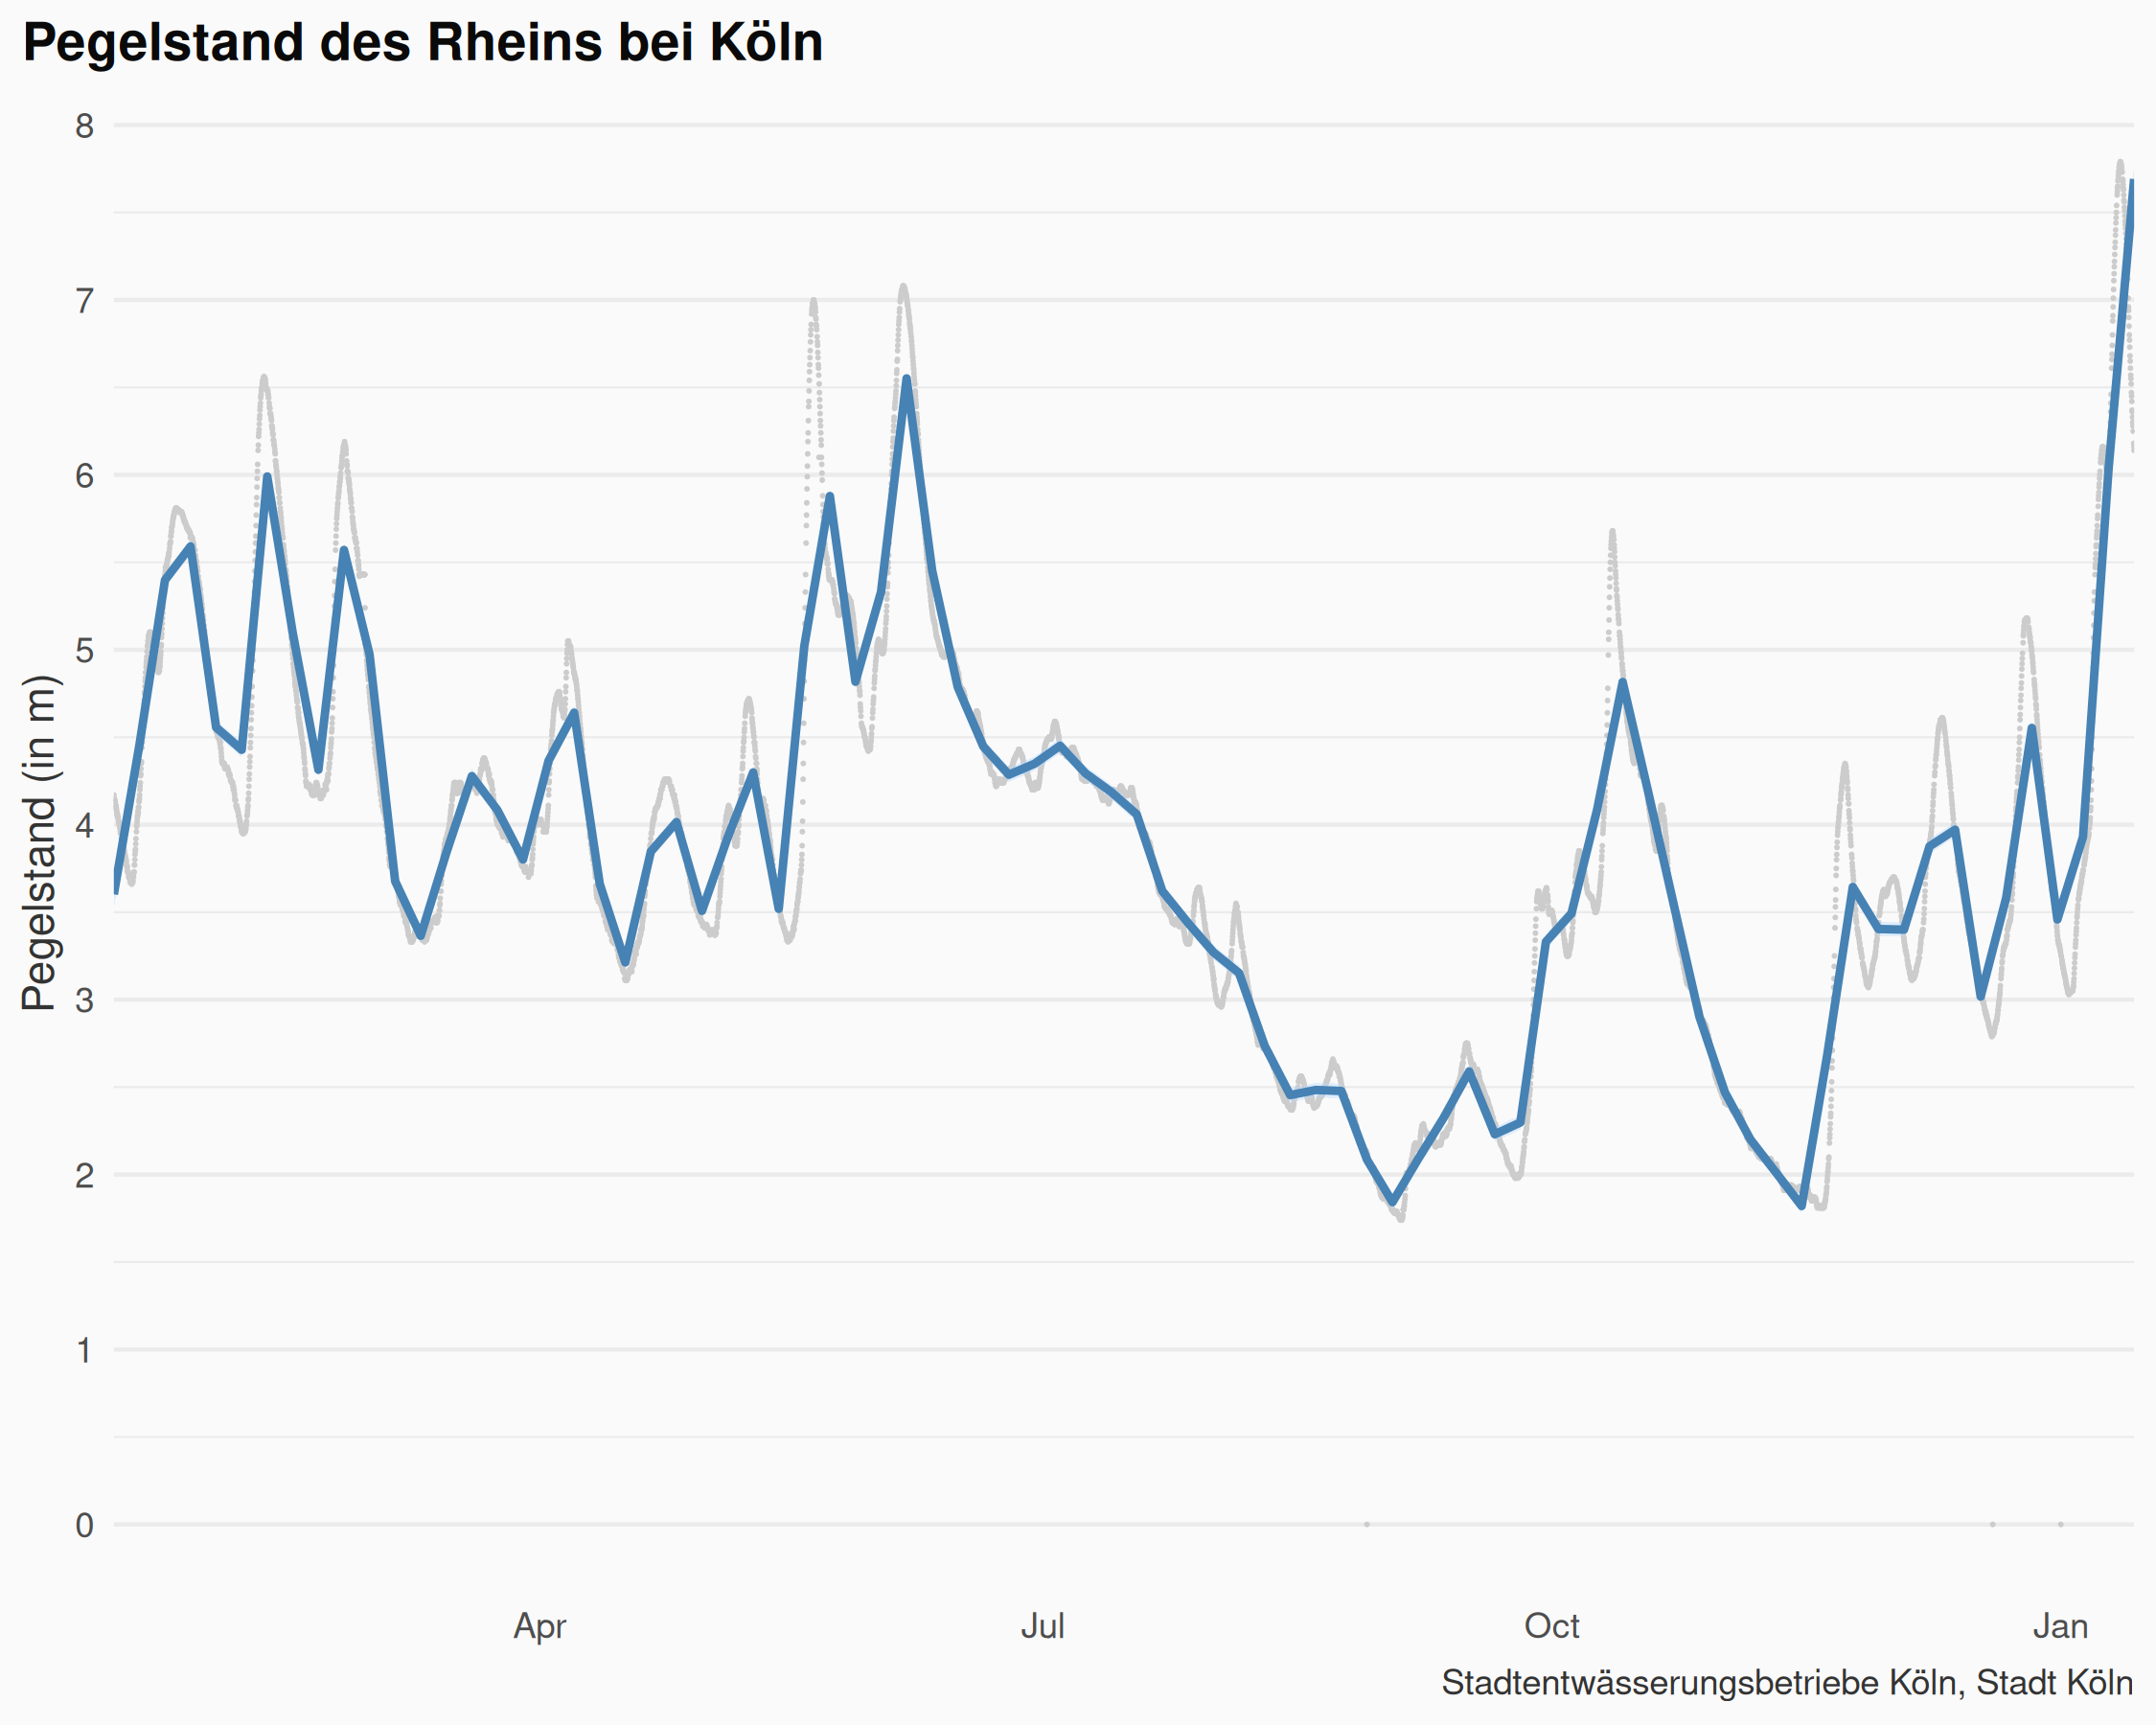 Pegelstand des Rheins bei Köln
Pegelstand (in m)
8
7
6
5
4
3
2
1
0
Apr Jul Oct Jan
Stadtentwässerungsbetriebe Köln, Stadt Köln